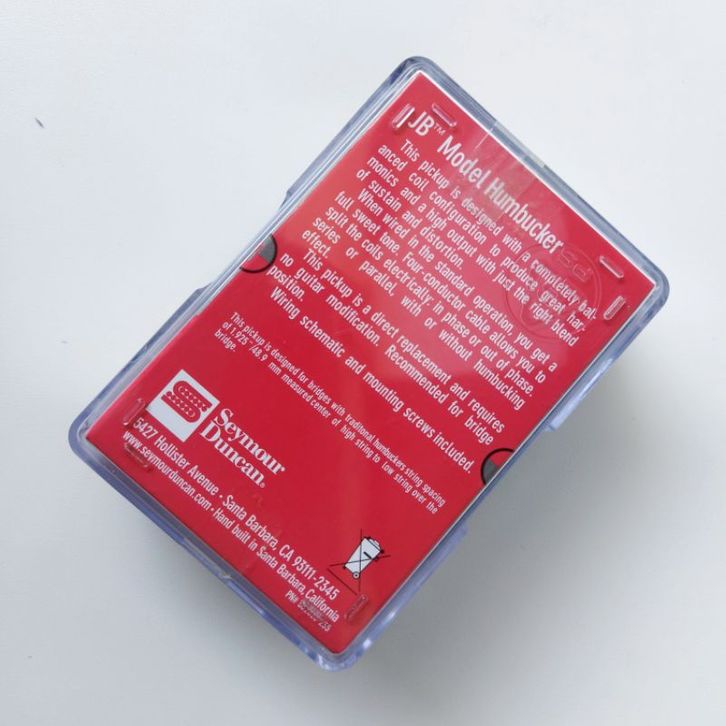 JB™ Model Humbucker
This pickup is designed with a completely bal-
anced coil configuration to produce great har-
monics and a high output with just the right blend
of sustain and distortion.
When wired in the standard operation, you get a
full sweet tone. Four-conductor cable allows you to
split the coils electrically: In phase or out of phase,
series or parallel, with or without humbucking
effect.
This pickup is a direct replacement and requires
no guitar modification. Recommended for bridge
position.
Wiring schematic and mounting screws included.
This pickup is designed for bridges with traditional humbuckers string spacing
of 1.925"/48.9 mm measured center of high string to low string over the
bridge.
Seymour
Duncan.
5427 Hollister Avenue • Santa Barbara, CA 93111-2345
www.seymourduncan.com • Hand built in Santa Barbara, California
PN#